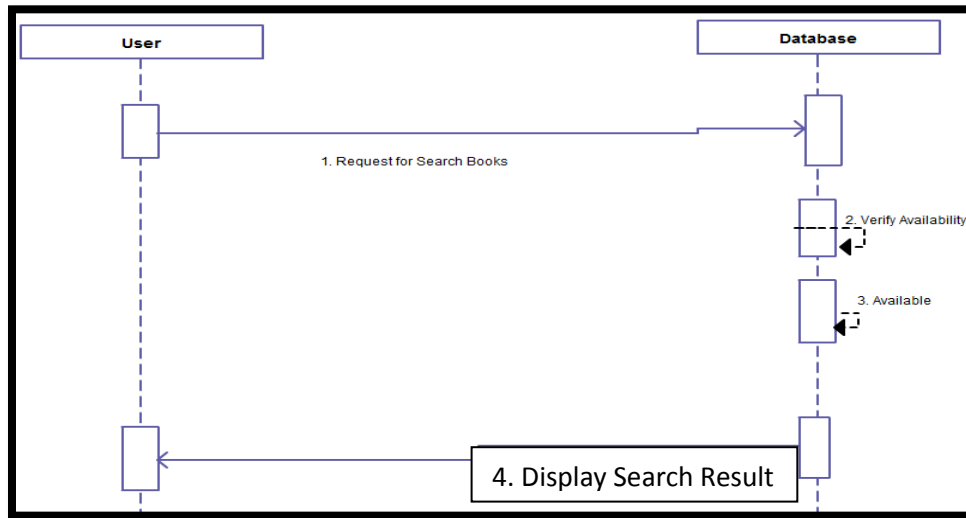 User
Database
1. Request for Search Books
2. Verify Availability
3. Available
4. Display Search Result